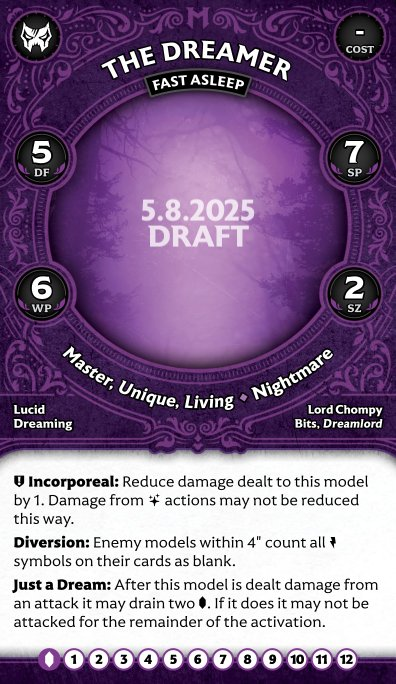 -
COST
THE DREAMER
FAST ASLEEP
5
DF
7
SP
5.8.2025
DRAFT
6
WP
2
SZ
Master, Unique, Living ♦ Nightmare
Lucid
Dreaming
Lord Chompy
Bits, Dreamlord
Incorporeal: Reduce damage dealt to this model
by 1. Damage from actions may not be reduced
this way.
Diversion: Enemy models within 4" count all
symbols on their cards as blank.
Just a Dream: After this model is dealt damage from
an attack it may drain two . If it does it may not be
attacked for the remainder of the activation.
1 2 3 4 5 6 7 8 9 10 11 12